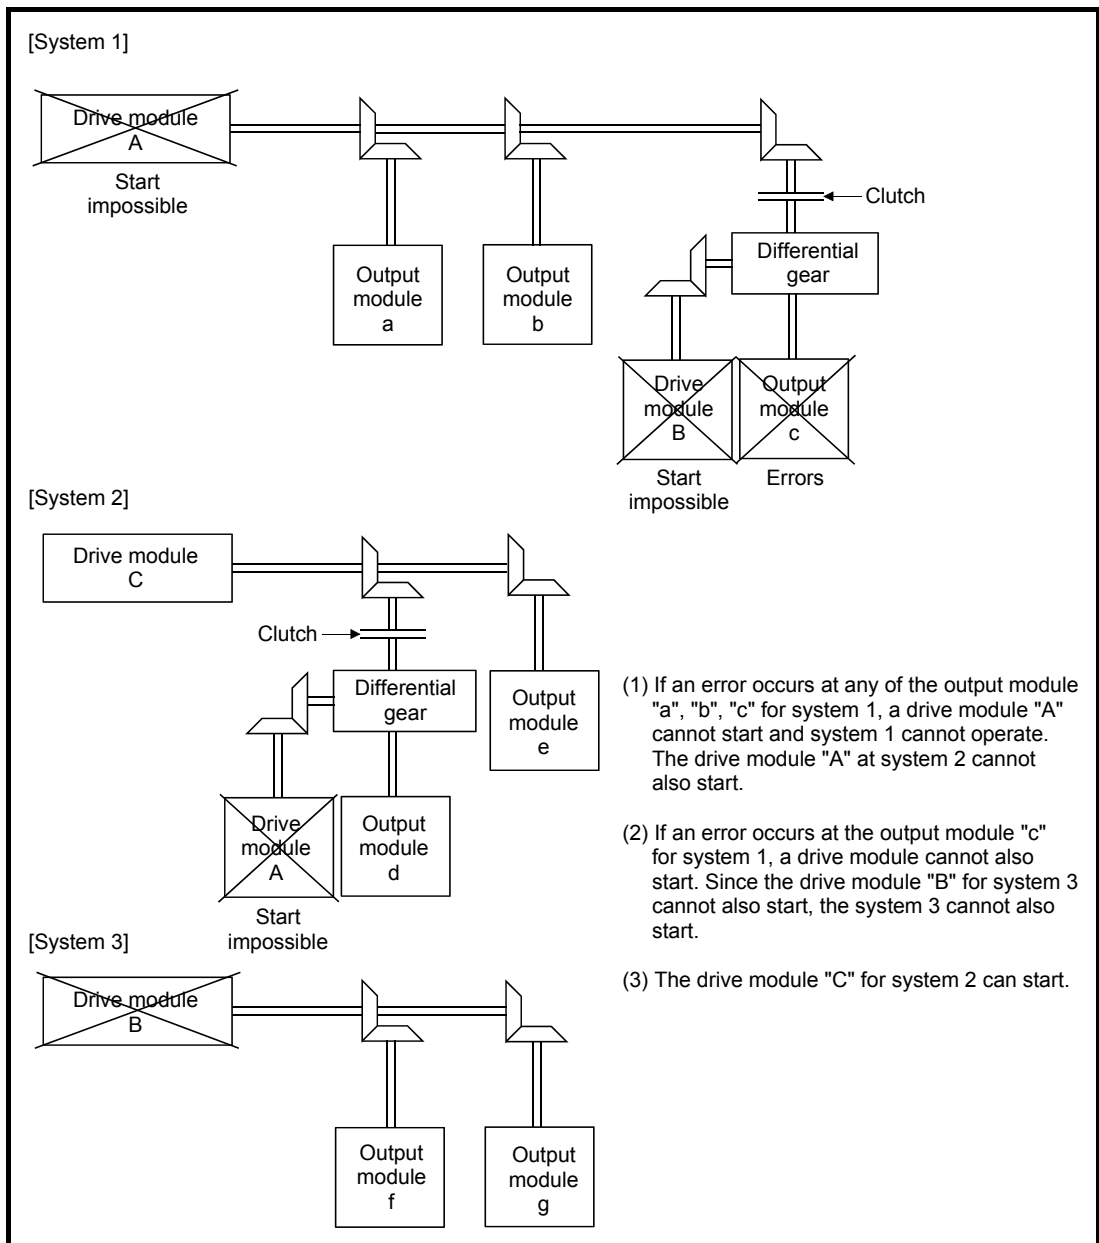 [System 1]
Drive module
A
Start
impossible
Clutch
Differential
gear
Output
module
a
Output
module
b
Drive
module
B
Output
module
c
Start
impossible
Errors
[System 2]
Drive module
C
Clutch
Differential
gear
Output
module
e
Drive
module
A
Output
module
d
Start
impossible
(1) If an error occurs at any of the output module
"a", "b", "c" for system 1, a drive module "A"
cannot start and system 1 cannot operate.
The drive module "A" at system 2 cannot
also start.
(2) If an error occurs at the output module "c"
for system 1, a drive module cannot also
start. Since the drive module "B" for system 3
cannot also start, the system 3 cannot also
start.
(3) The drive module "C" for system 2 can start.
[System 3]
Drive module
B
Output
module
f
Output
module
g